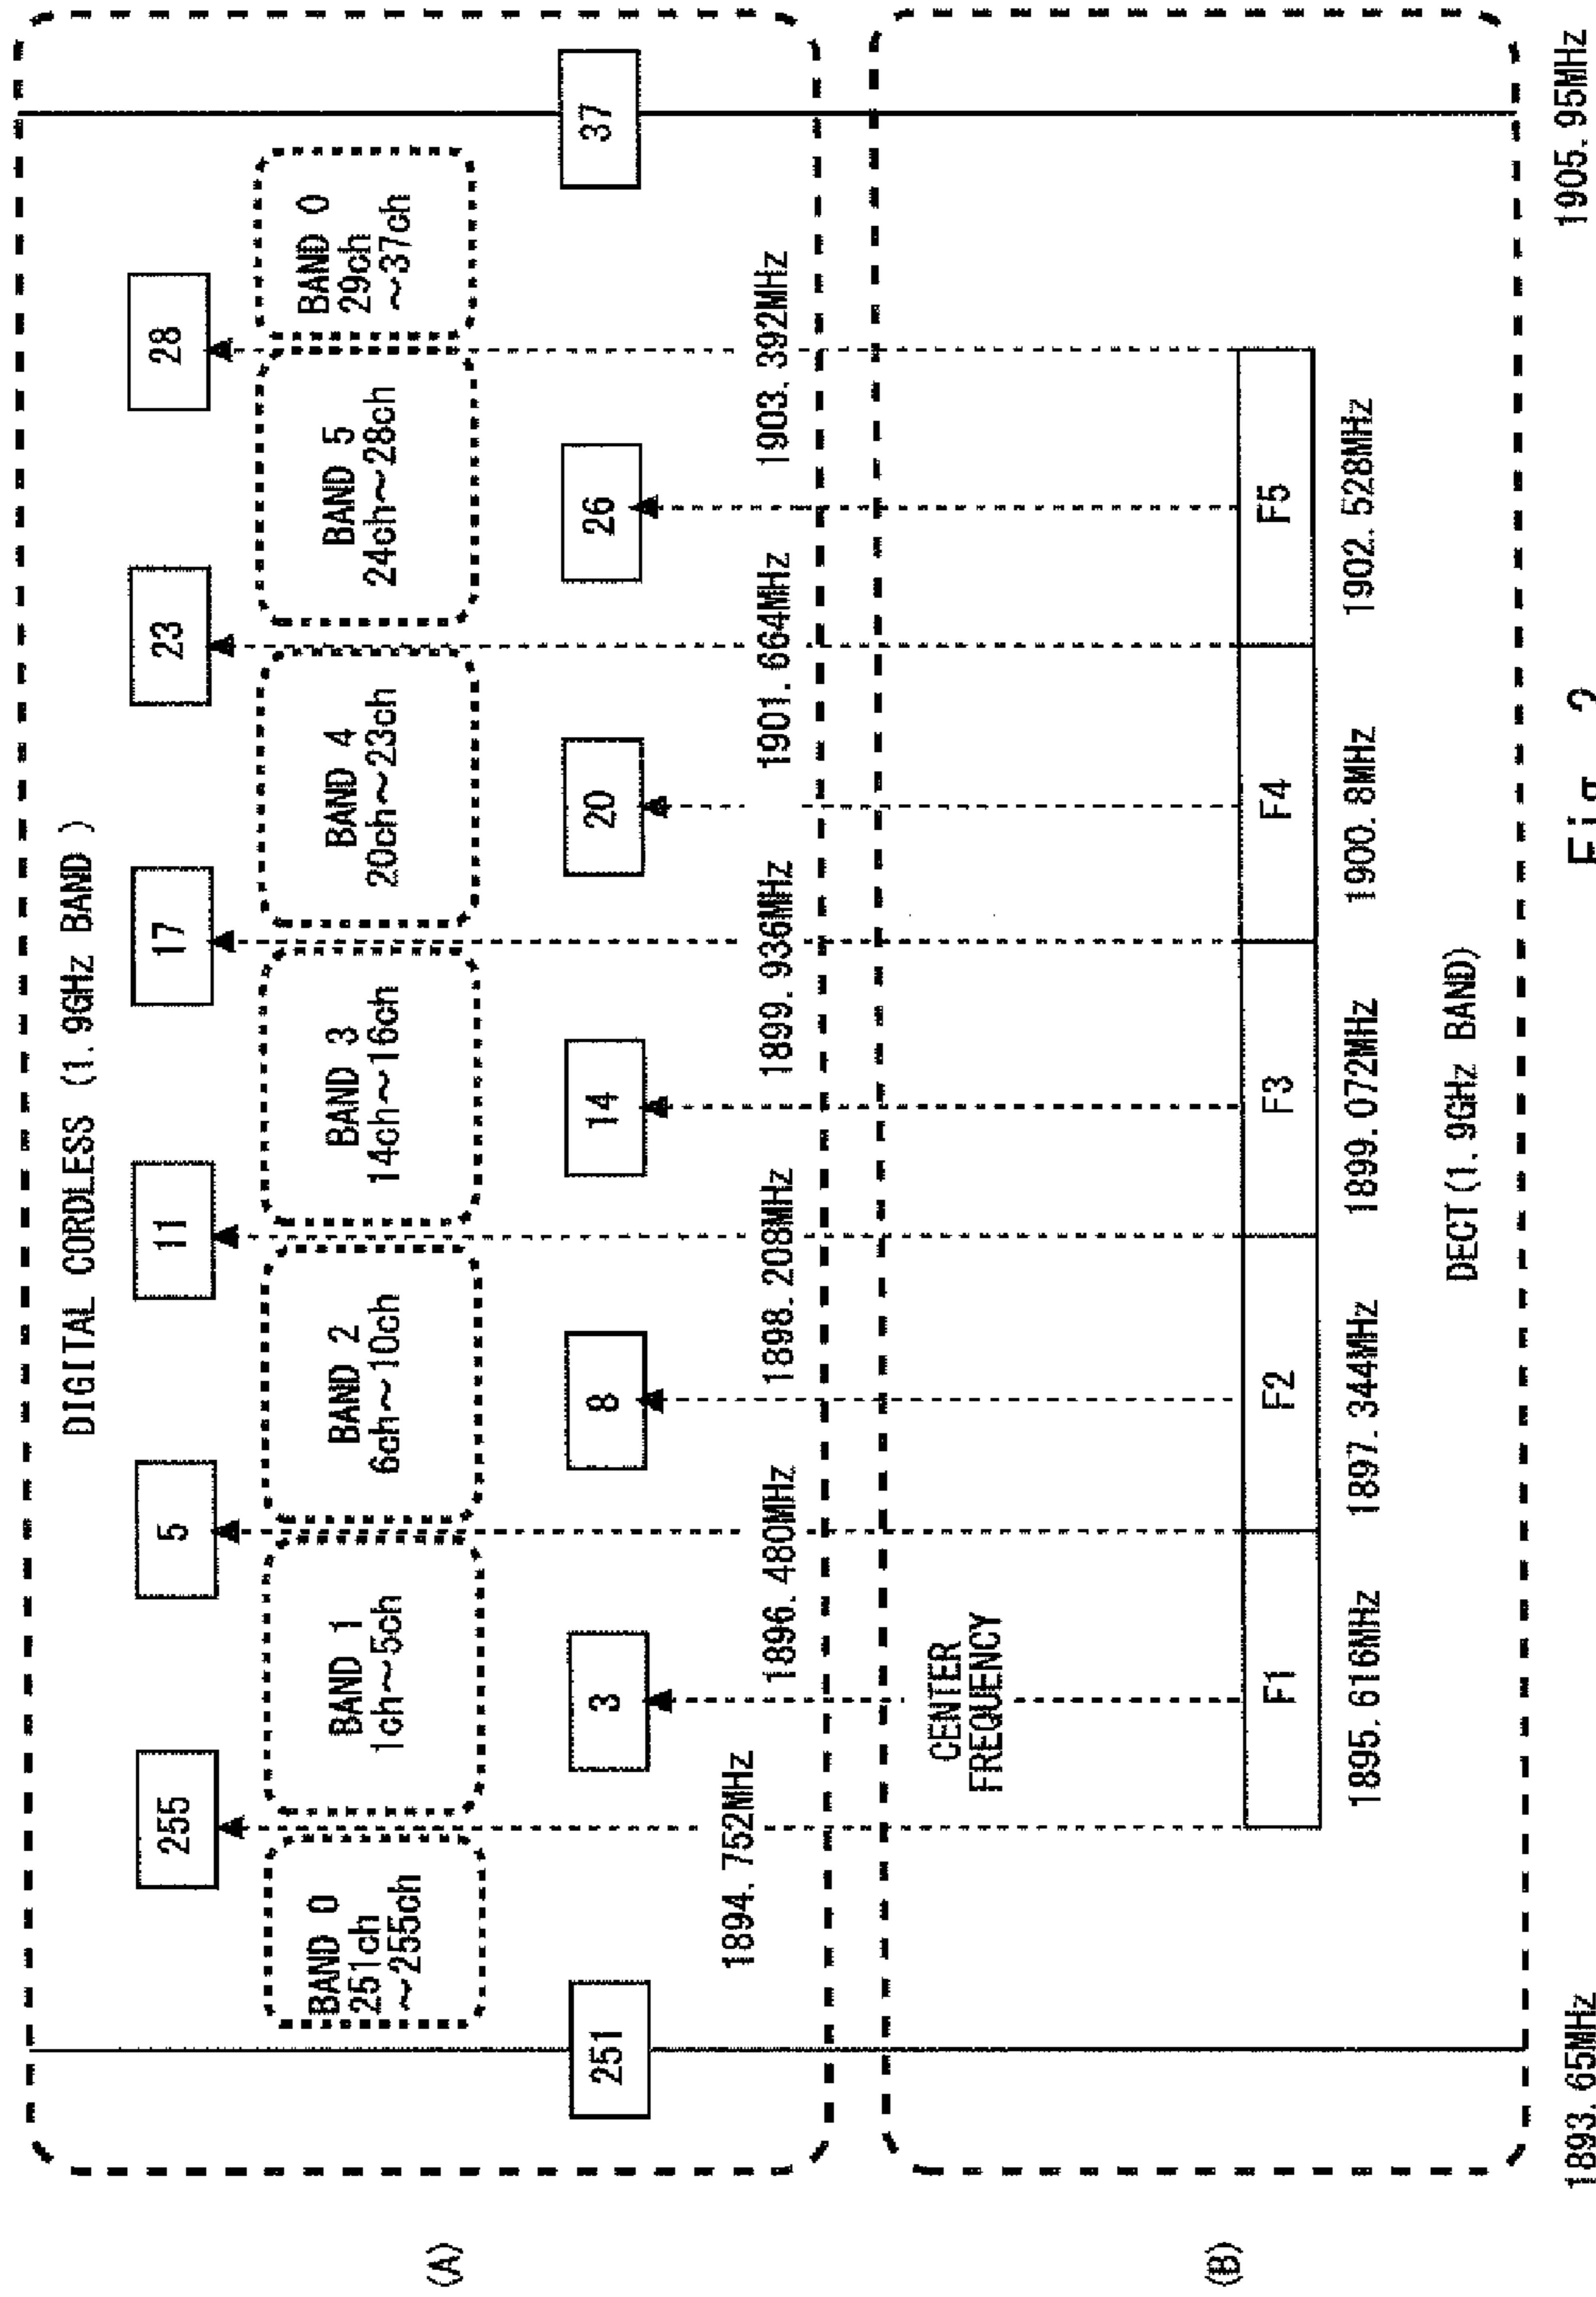 (A)
DIGITAL CORDLESS (1.9GHz BAND)
255
5
11
17
23
28
BAND 0
251ch
~255ch
BAND 1
1ch~5ch
BAND 2
6ch~10ch
BAND 3
14ch~16ch
BAND 4
20ch~23ch
BAND 5
24ch~28ch
BAND 0
29ch
~37ch
251
3
8
14
20
26
37
1894.752MHz
1896.480MHz
1898.208MHz
1899.936MHz
1901.664MHz
1903.392MHz
(B)
CENTER
FREQUENCY
F1
F2
F3
F4
F5
1895.616MHz
1897.344MHz
1899.072MHz
1900.8MHz
1902.528MHz
DECT(1.9GHz BAND)
1893.65MHz
1905.95MHz
Fig. 2